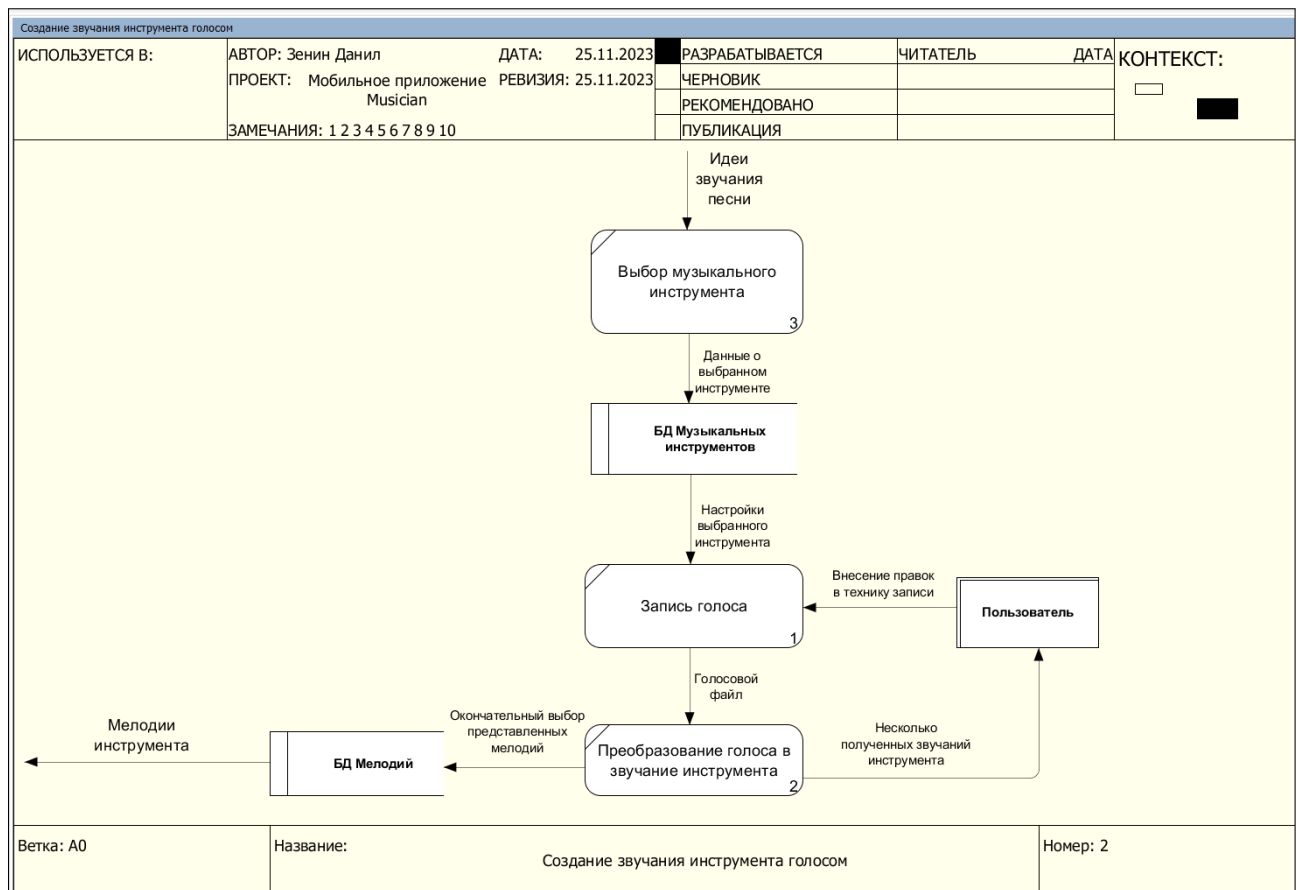 Создание звучания инструмента голосом
ИСПОЛЬЗУЕТСЯ В:
АВТОР: Зенин Данил
ДАТА: 25.11.2023
ПРОЕКТ: Мобильное приложение
Musician
РЕВИЗИЯ: 25.11.2023
ЗАМЕЧАНИЯ: 1 2 3 4 5 6 7 8 9 10
РАЗРАБАТЫВАЕТСЯ
ЧЕРНОВИК
РЕКОМЕНДОВАНО
ПУБЛИКАЦИЯ
ЧИТАТЕЛЬ
ДАТА
КОНТЕКСТ:
Идеи
звучания
песни
Выбор музыкального
инструмента
3
Данные о
выбранном
инструменте
БД Музыкальных
инструментов
Настройки
выбранного
инструмента
Запись голоса
1
Внесение правок
в технику записи
Пользователь
Голосовой
файл
Преобразование голоса в
звучание инструмента
2
Несколько
полученных звучаний
инструмента
Окончательный выбор
представленных
мелодий
БД Мелодий
Мелодии
инструмента
Ветка: A0
Название:
Создание звучания инструмента голосом
Номер: 2